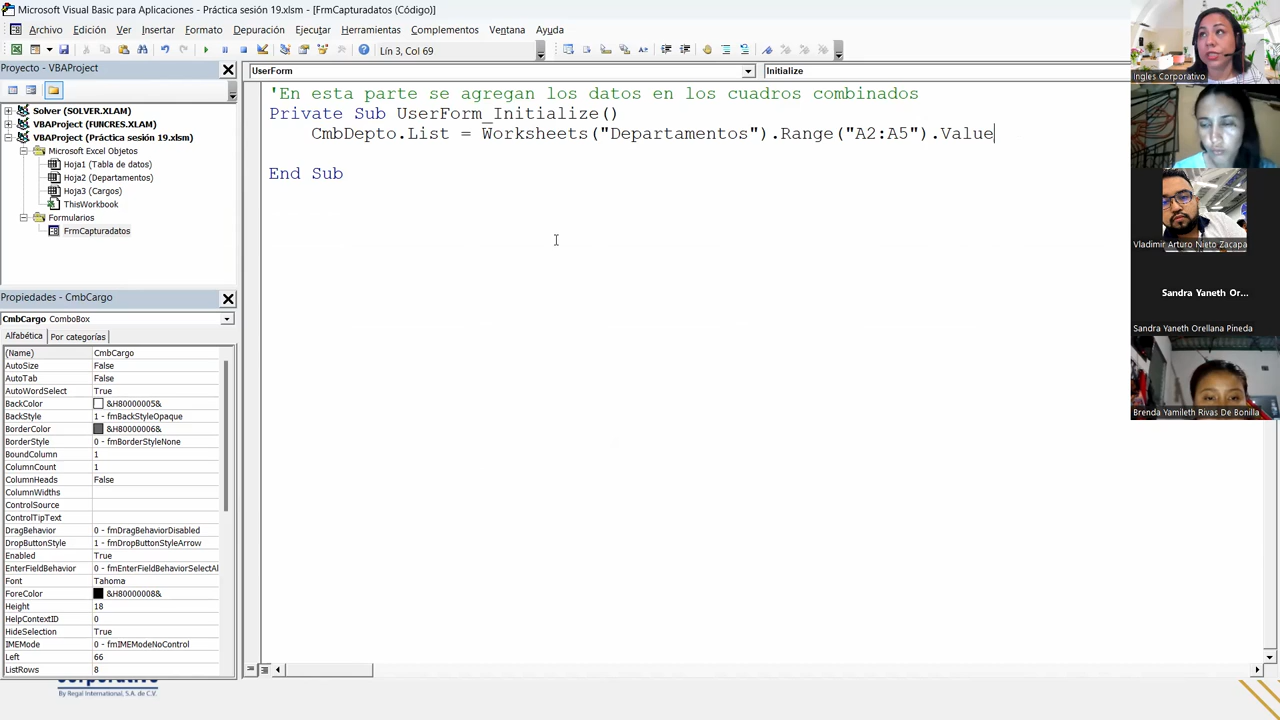 Microsoft Visual Basic para Aplicaciones - Práctica sesión 19.xlsm - [FrmCapturadatos (Código)]
Archivo Edición Ver Insertar Formato Depuración Ejecutar Herramientas Complementos Ventana Ayuda
Lín 3, Col 69
Proyecto - VBAProject
Solver (SOLVER.XLAM)
VBAProject (FUNCRES.XLAM)
VBAProject (Práctica sesión 19.xlsm)
Microsoft Excel Objetos
Hoja1 (Tabla de datos)
Hoja2 (Departamentos)
Hoja3 (Cargos)
ThisWorkbook
Formularios
FrmCapturadatos
Propiedades - CmbCargo
CmbCargo ComboBox
Alfabética Por categorías
(Name) CmbCargo
AutoSize False
AutoTab False
AutoWordSelect True
BackColor &H80000005&
BackStyle 1 - fmBackStyleOpaque
BorderColor &H80000006&
BorderStyle 0 - fmBorderStyleNone
BoundColumn 1
ColumnCount 1
ColumnHeads False
ColumnWidths
ControlSource
ControlTipText
DragBehavior 0 - fmDragBehaviorDisabled
DropButtonStyle 1 - fmDropButtonStyleArrow
Enabled True
EnterFieldBehavior 0 - fmEnterFieldBehaviorSelectAl
Font Tahoma
ForeColor &H80000008&
Height 18
HelpContextID 0
HideSelection True
IMEMode 0 - fmIMEModeNoControl
Left 66
ListRows 8
UserForm Initialize
'En esta parte se agregan los datos en los cuadros combinados
Private Sub UserForm_Initialize()
CmbDepto.List = Worksheets("Departamentos").Range("A2:A5").Value
End Sub
Ingles Corporativo
Vladimir Arturo Nieto Zacapa
Sandra Yaneth Or...
Sandra Yaneth Orellana Pineda
Brenda Yamileth Rivas De Bonilla
By Regal International, S.A. de C.V.